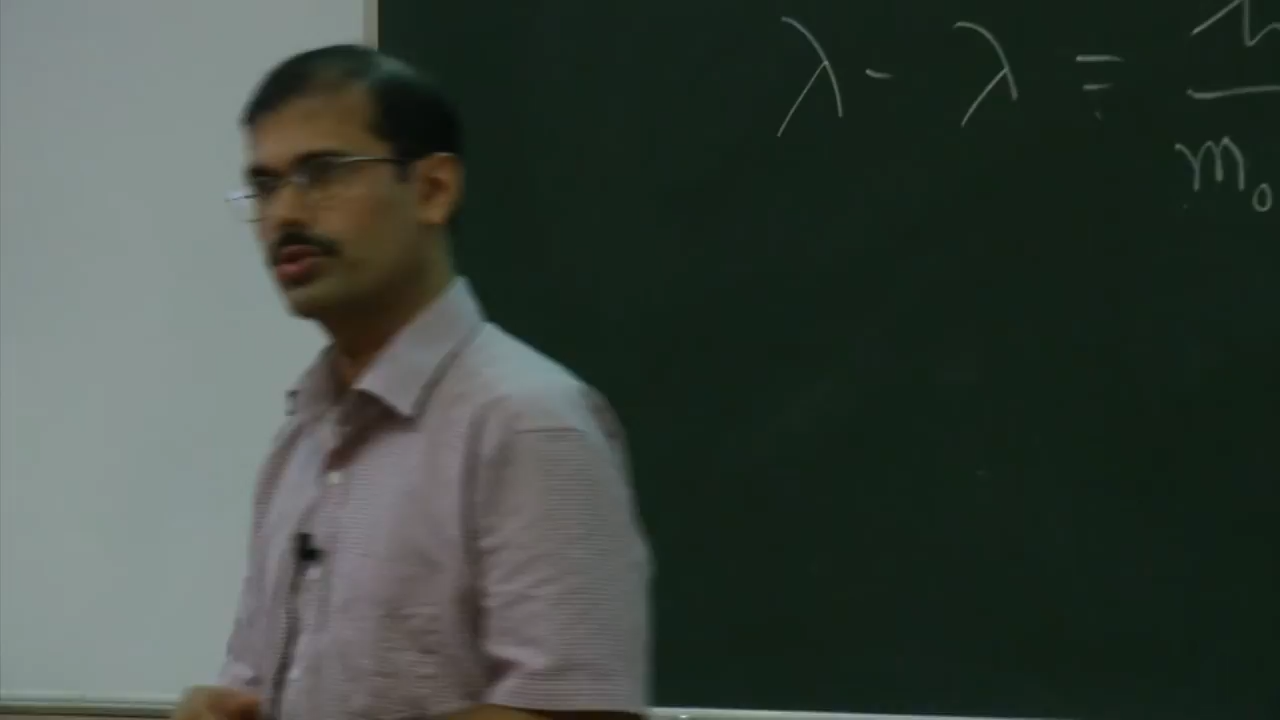 λ - λ = h
m₀